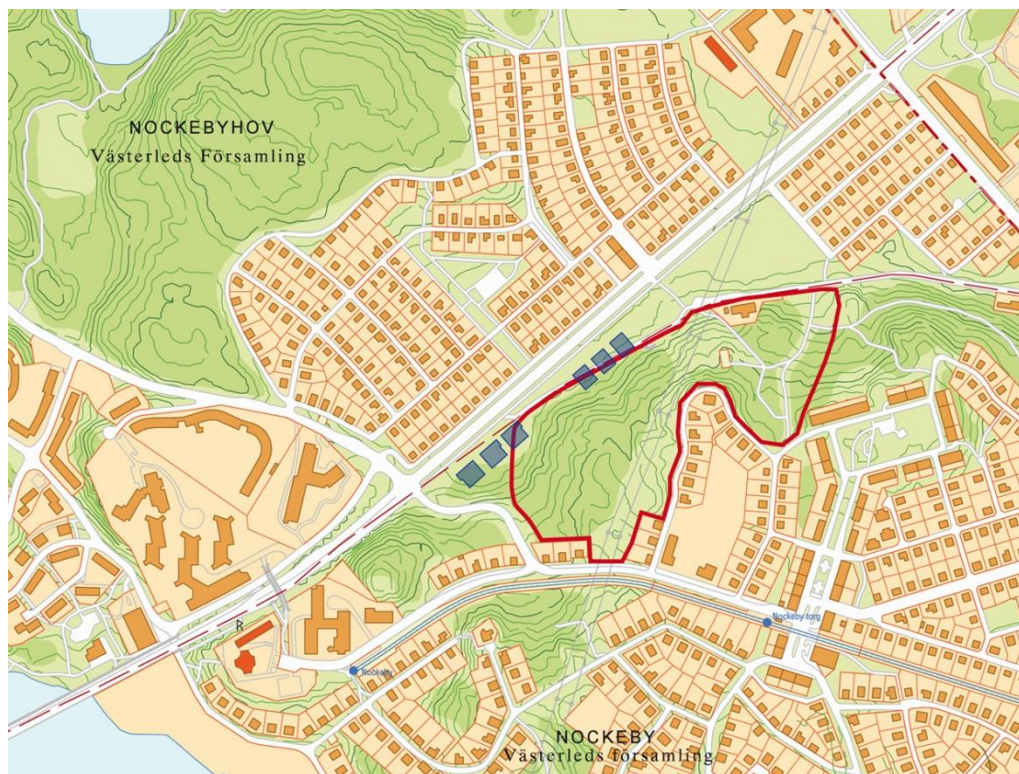 NOCKEBYHOV
Västerleds Församling
R
Nockeby torg
Nockeby
NOCKEBY
Västerleds församling